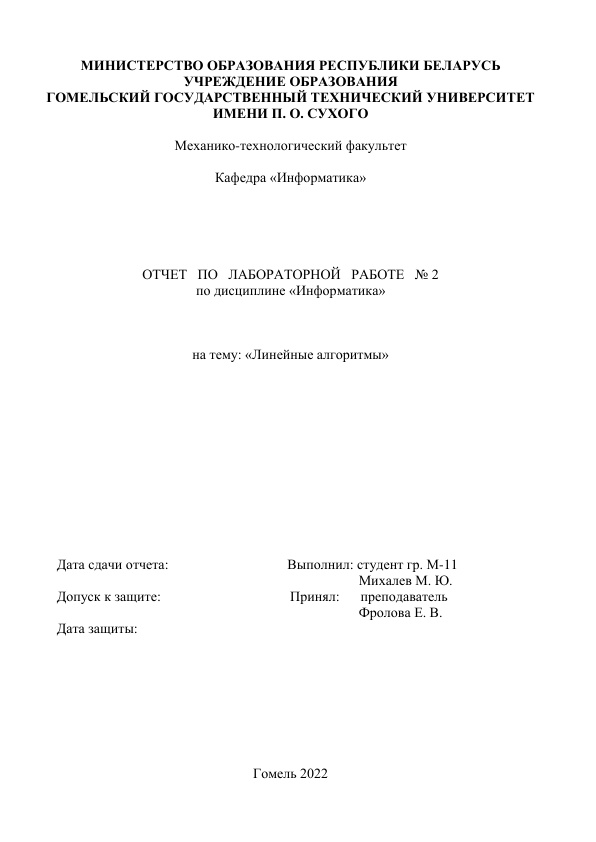 МИНИСТЕРСТВО ОБРАЗОВАНИЯ РЕСПУБЛИКИ БЕЛАРУСЬ
УЧРЕЖДЕНИЕ ОБРАЗОВАНИЯ
ГОМЕЛЬСКИЙ ГОСУДАРСТВЕННЫЙ ТЕХНИЧЕСКИЙ УНИВЕРСИТЕТ
ИМЕНИ П. О. СУХОГО
Механико-технологический факультет
Кафедра «Информатика»
ОТЧЕТ ПО ЛАБОРАТОРНОЙ РАБОТЕ № 2
по дисциплине «Информатика»
на тему: «Линейные алгоритмы»
Дата сдачи отчета: Выполнил: студент гр. М-11
Михалев М. Ю.
Допуск к защите: Принял: преподаватель
Фролова Е. В.
Дата защиты:
Гомель 2022